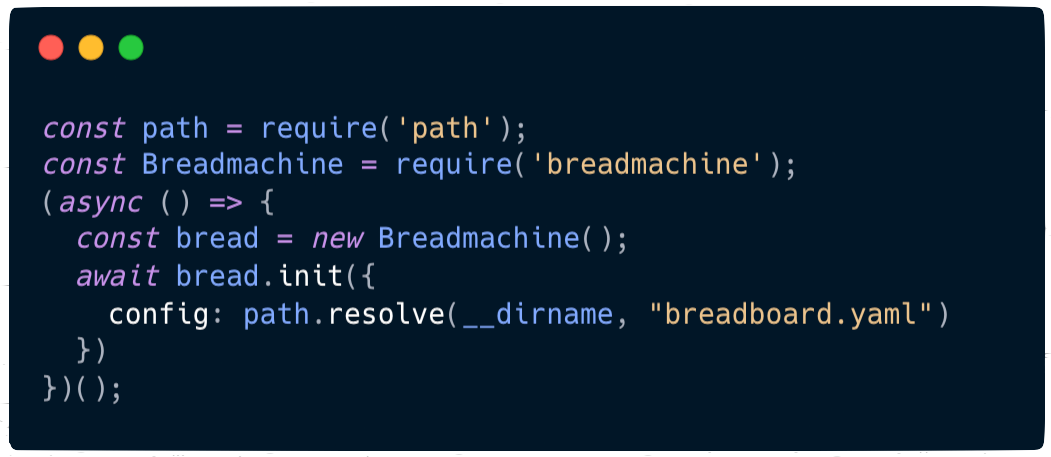 const path = require('path');
const Breadmachine = require('breadmachine');
(async () => {
  const bread = new Breadmachine();
  await bread.init({
    config: path.resolve(__dirname, "breadboard.yaml")
  })
})();